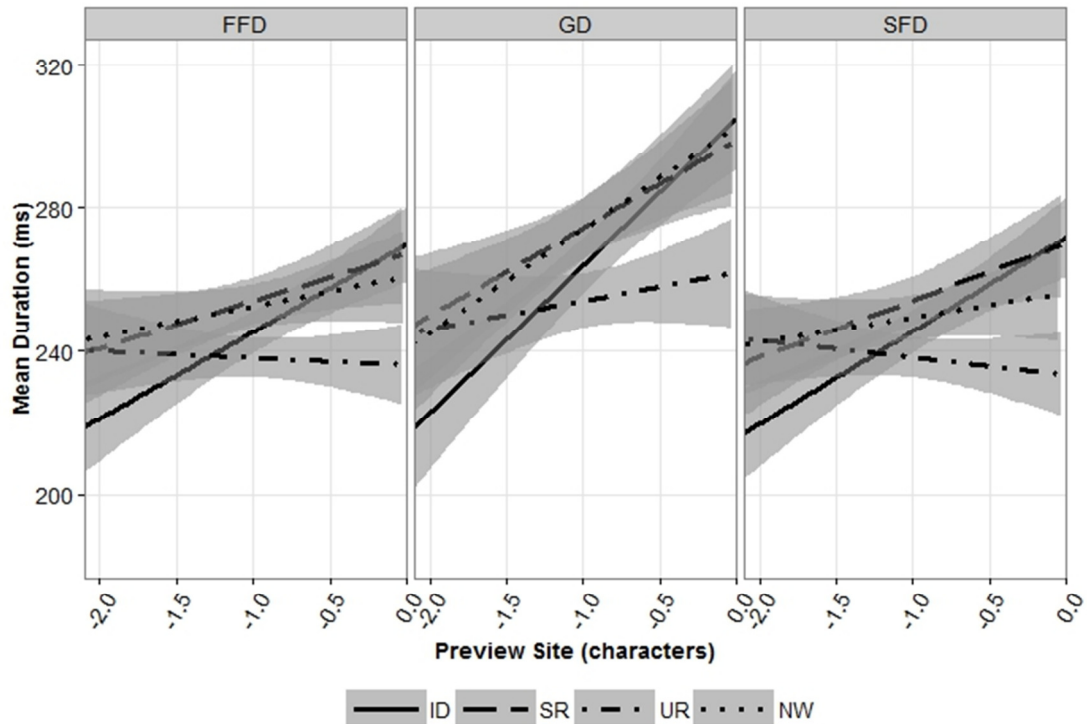 FFD GD SFD
320
280
240
200
Mean Duration (ms)
-2.0 -1.5 -1.0 -0.5 0.0 -2.0 -1.5 -1.0 -0.5 0.0 -2.0 -1.5 -1.0 -0.5 0.0
Preview Site (characters)
ID SR UR NW